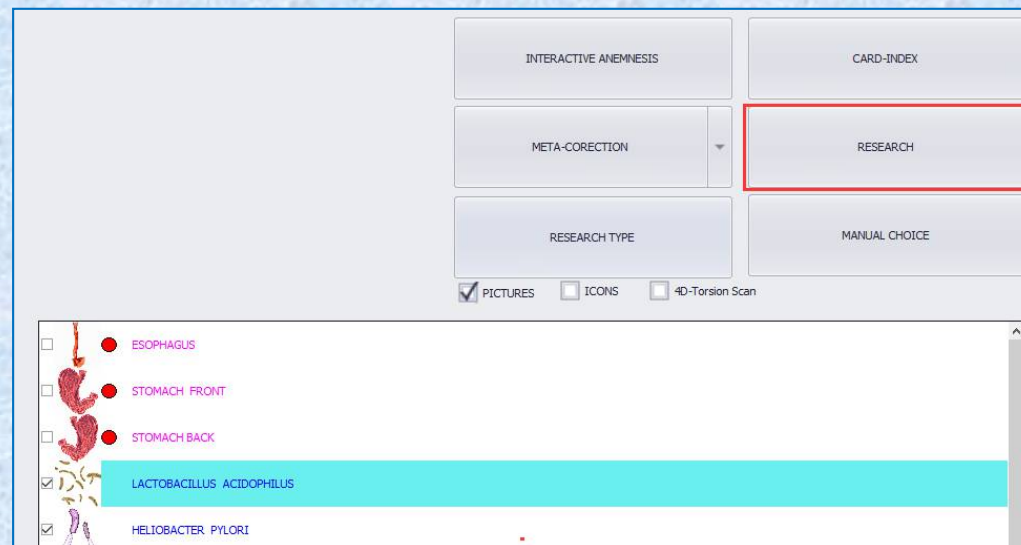 INTERACTIVE ANEMNESIS
CARD-INDEX
META-CORECTION
RESEARCH
RESEARCH TYPE
MANUAL CHOICE
PICTURES
ICONS
4D-Torsion Scan
ESOPHAGUS
STOMACH FRONT
STOMACH BACK
LACTOBACILLUS ACIDOPHILUS
HELIOBACTER PYLORI